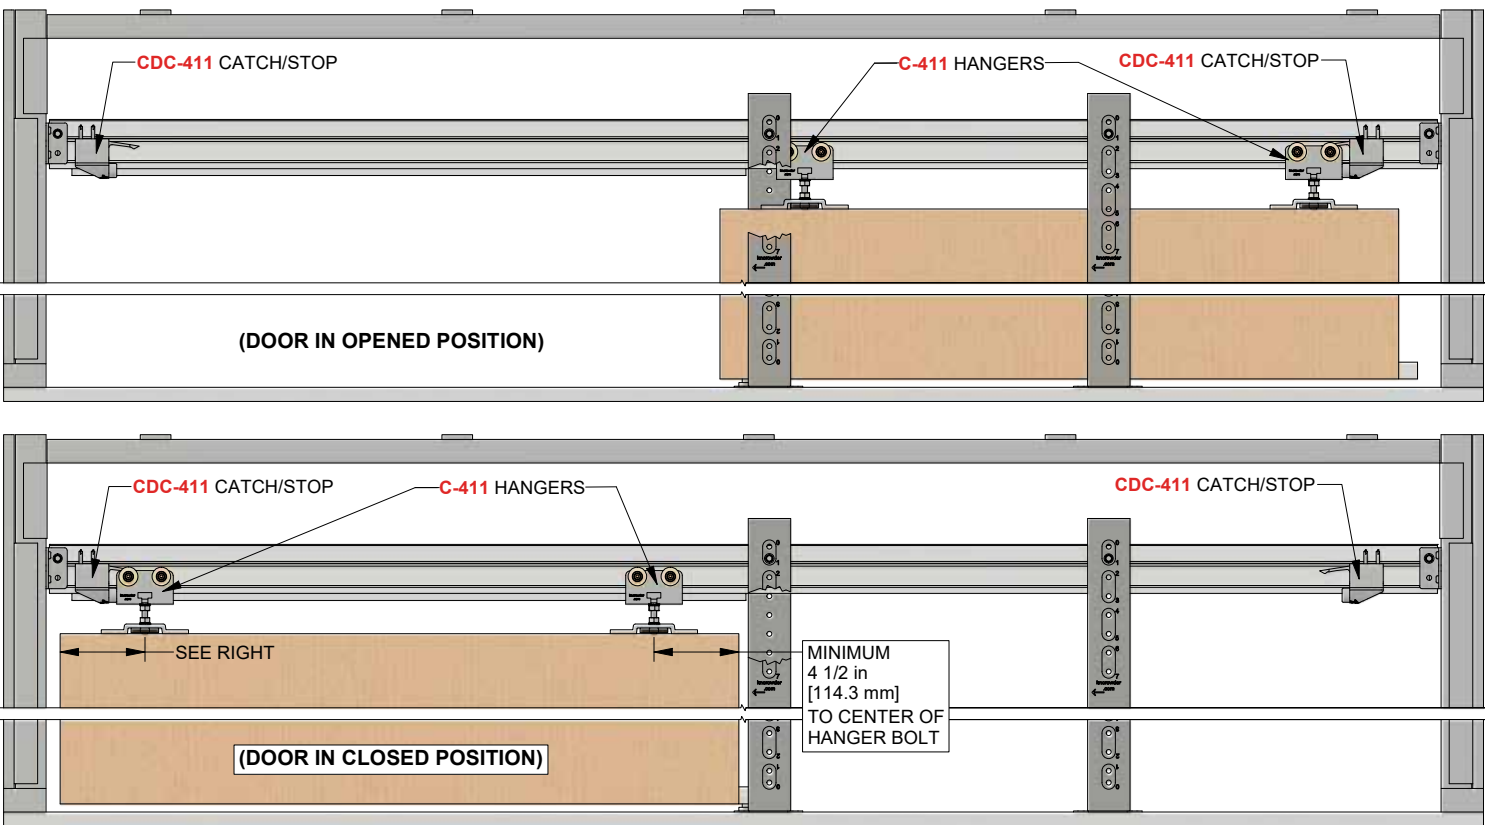 CDC-411 CATCH/STOP
C-411 HANGERS
CDC-411 CATCH/STOP
(DOOR IN OPENED POSITION)
CDC-411 CATCH/STOP
C-411 HANGERS
CDC-411 CATCH/STOP
SEE RIGHT
MINIMUM
4 1/2 in
[114.3 mm]
TO CENTER OF
HANGER BOLT
(DOOR IN CLOSED POSITION)